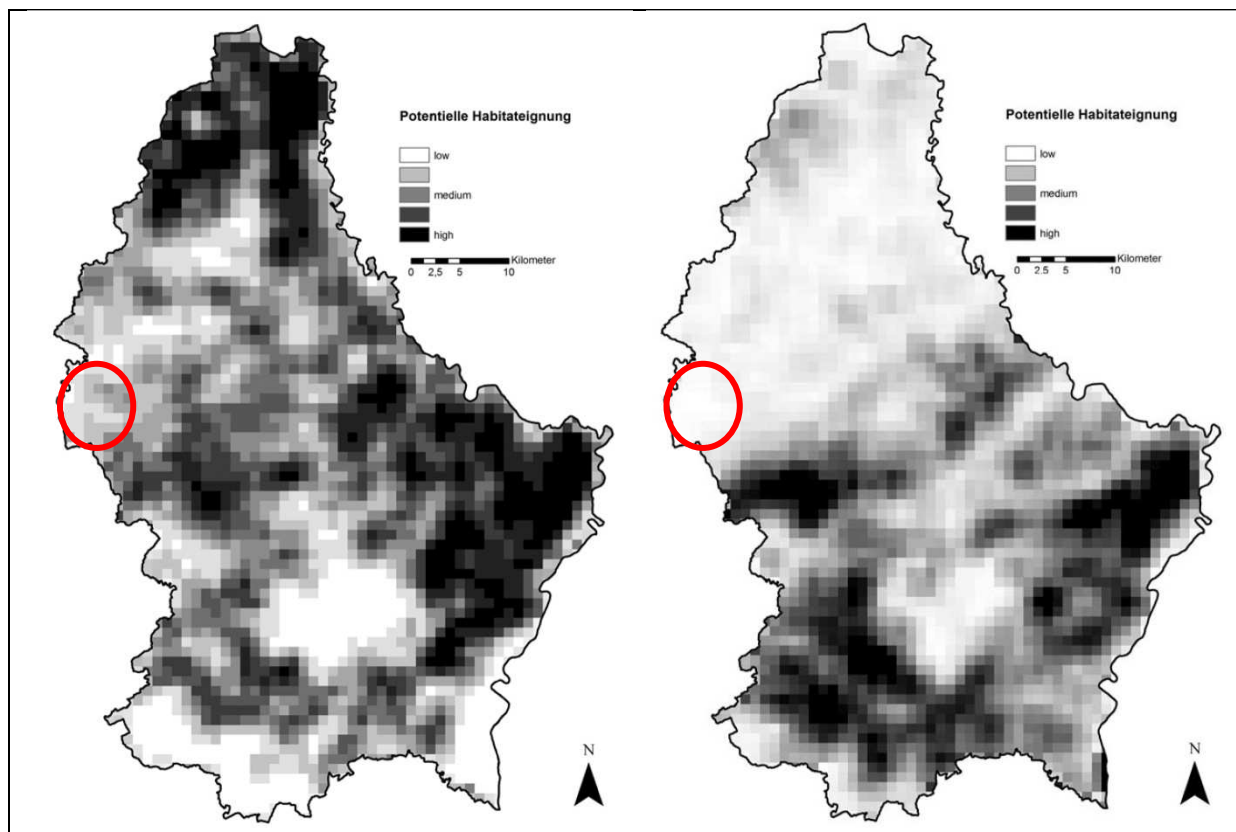 Potentielle Habitateignung
low
medium
high
Kilometer
0 2,5 5 10
N
Potentielle Habitateignung
low
medium
high
Kilometer
0 2.5 5 10
N